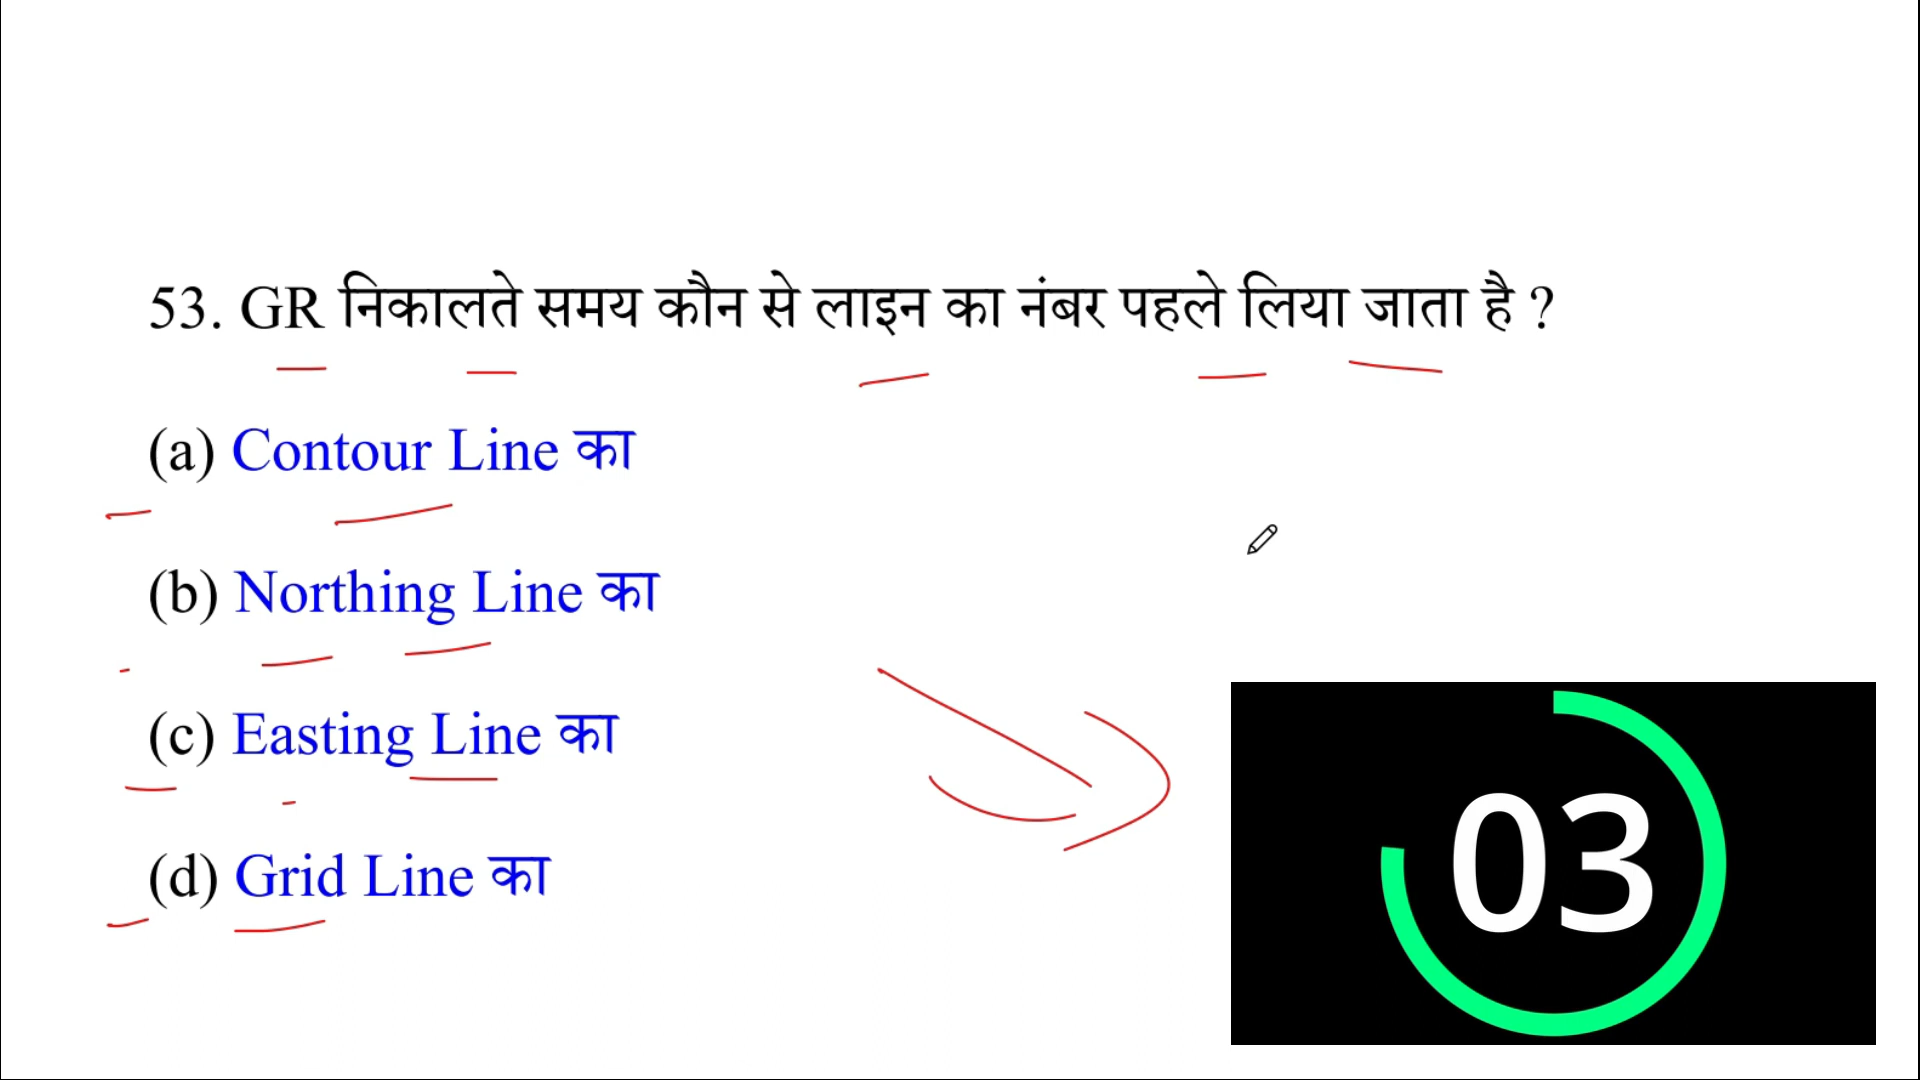 53. GR निकालते समय कौन से लाइन का नंबर पहले लिया जाता है ?
(a) Contour Line का
(b) Northing Line का
(c) Easting Line का
(d) Grid Line का
03